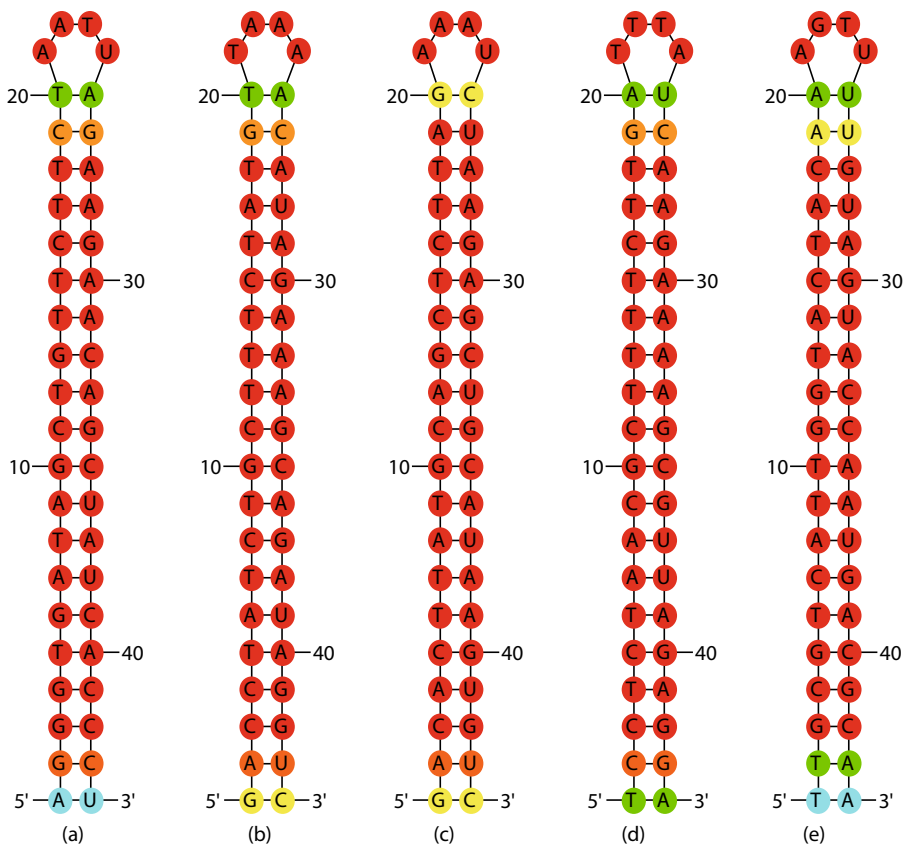 A T A A A A T T G T
A U T A A U T A A U
20 T A 20 T A 20 G C 20 A U 20 A U
C G G C A U G C A U
T A T A T A T A C G
T A A U T A T A A U
C G T A C G C G T A
T A 30 C G 30 T A 30 T A 30 C G 30
T A T A C G T A A U
G C T A G C T A T A
T A T A A U T A G C
C G C G C G C G G C
10 G C 10 G C 10 G C 10 G C 10 T A
A U T A T A C G T A
T A C G A U A U A U
A U T A T A A U C G
G C A U T A T A T A
T A 40 T A 40 C G 40 C G 40 G C 40
G C C G A U T A C G
G C C G C G C G G C
G C A U A U C G T A
5' A U 3' 5' G C 3' 5' G C 3' 5' T A 3' 5' T A 3'
(a) (b) (c) (d) (e)